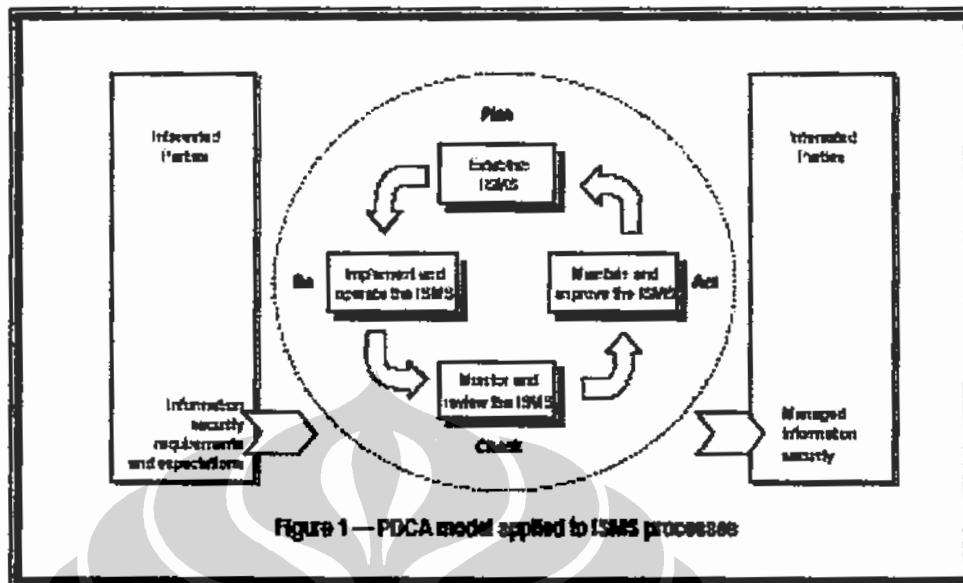 Interested
Parties
Plan
Establish
ISMS
Interested
Parties
Do
Implement and
operate the ISMS
Maintain and
improve the ISMS
Act
Monitor and
review the ISMS
Check
Information
security
requirements
and expectations
Managed
information
security
Figure 1 — PDCA model applied to ISMS processes